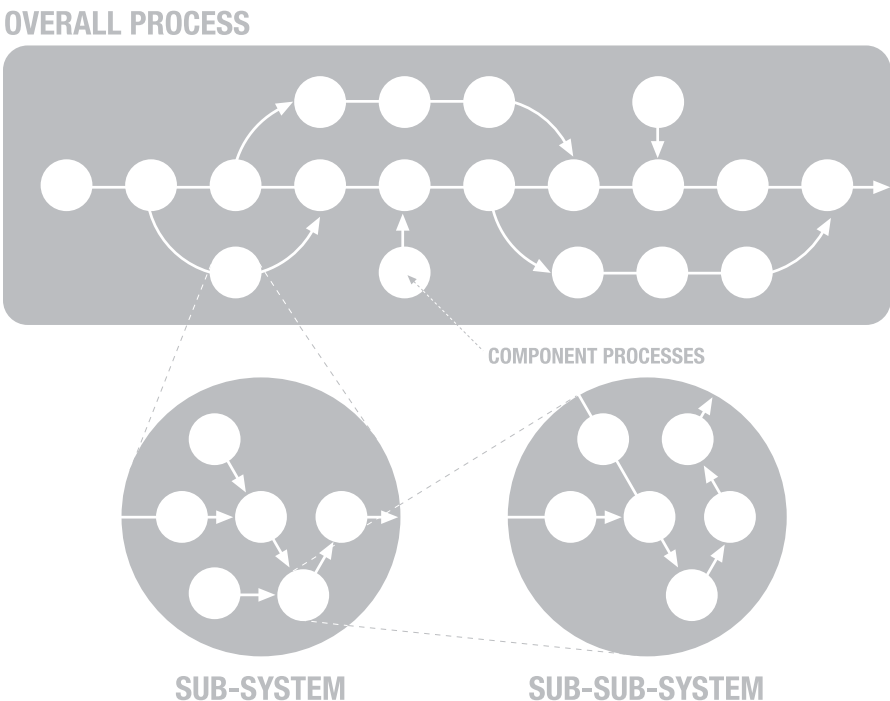 OVERALL PROCESS
COMPONENT PROCESSES
SUB-SYSTEM
SUB-SUB-SYSTEM